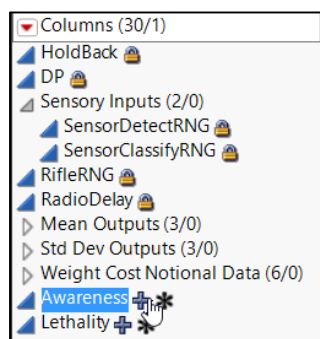 Columns (30/1)
HoldBack
DP
Sensory Inputs (2/0)
SensorDetectRNG
SensorClassifyRNG
RifleRNG
RadioDelay
Mean Outputs (3/0)
Std Dev Outputs (3/0)
Weight Cost Notional Data (6/0)
Awareness
Lethality